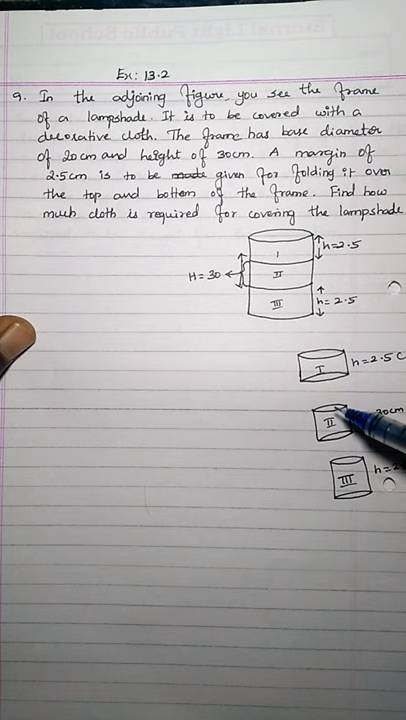 Ex: 13.2
9. In the adjoining figure, you see the frame
of a lampshade. It is to be covered with a
decorative cloth. The frame has base diameter
of 20 cm and height of 30cm. A margin of
2.5cm is to be made given for folding it over
the top and bottom of the frame. Find how
much cloth is required for covering the lampshade.
I h=2.5
H=30 II
III h=2.5
I h=2.5 C
II 30cm
III h=2